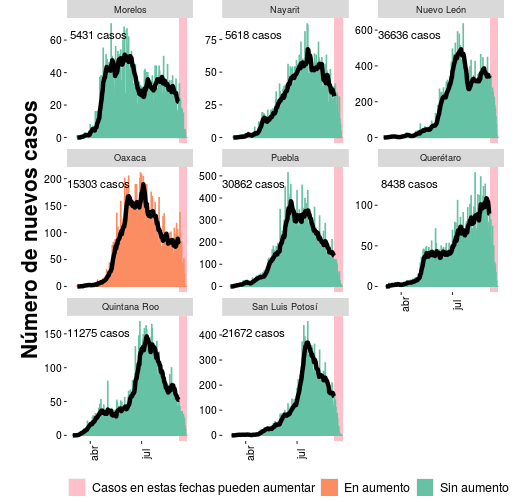 Número de nuevos casos
Morelos
Nayarit
Nuevo León
5431 casos
5618 casos
36636 casos
60
40
20
0
75
50
25
0
600
400
200
0
Oaxaca
Puebla
Querétaro
15303 casos
30862 casos
8438 casos
200
150
100
50
0
500
400
300
200
100
0
100
50
0
abr
jul
Quintana Roo
San Luis Potosí
11275 casos
21672 casos
150
100
50
0
400
300
200
100
0
abr
jul
abr
jul
Casos en estas fechas pueden aumentar
En aumento
Sin aumento